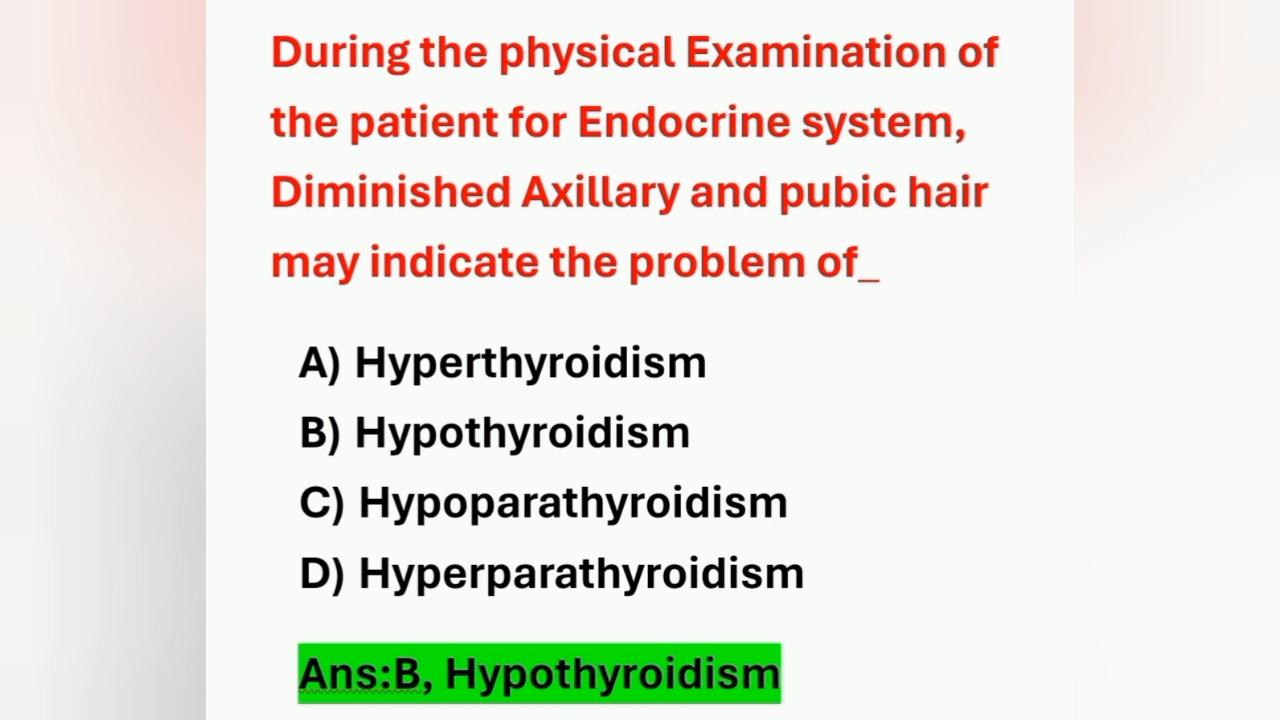 During the physical Examination of
the patient for Endocrine system,
Diminished Axillary and pubic hair
may indicate the problem of_
A) Hyperthyroidism
B) Hypothyroidism
C) Hypoparathyroidism
D) Hyperparathyroidism
Ans:B, Hypothyroidism